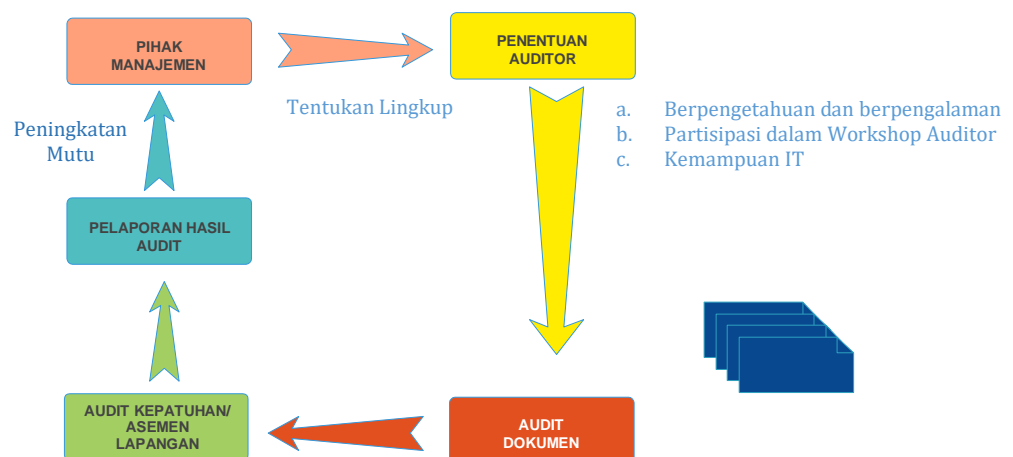 PIHAK
MANAJEMEN
PENENTUAN
AUDITOR
Tentukan Lingkup
a. Berpengetahuan dan berpengalaman
b. Partisipasi dalam Workshop Auditor
c. Kemampuan IT
Peningkatan
Mutu
PELAPORAN HASIL
AUDIT
AUDIT KEPATUHAN/
ASEMEN
LAPANGAN
AUDIT
DOKUMEN